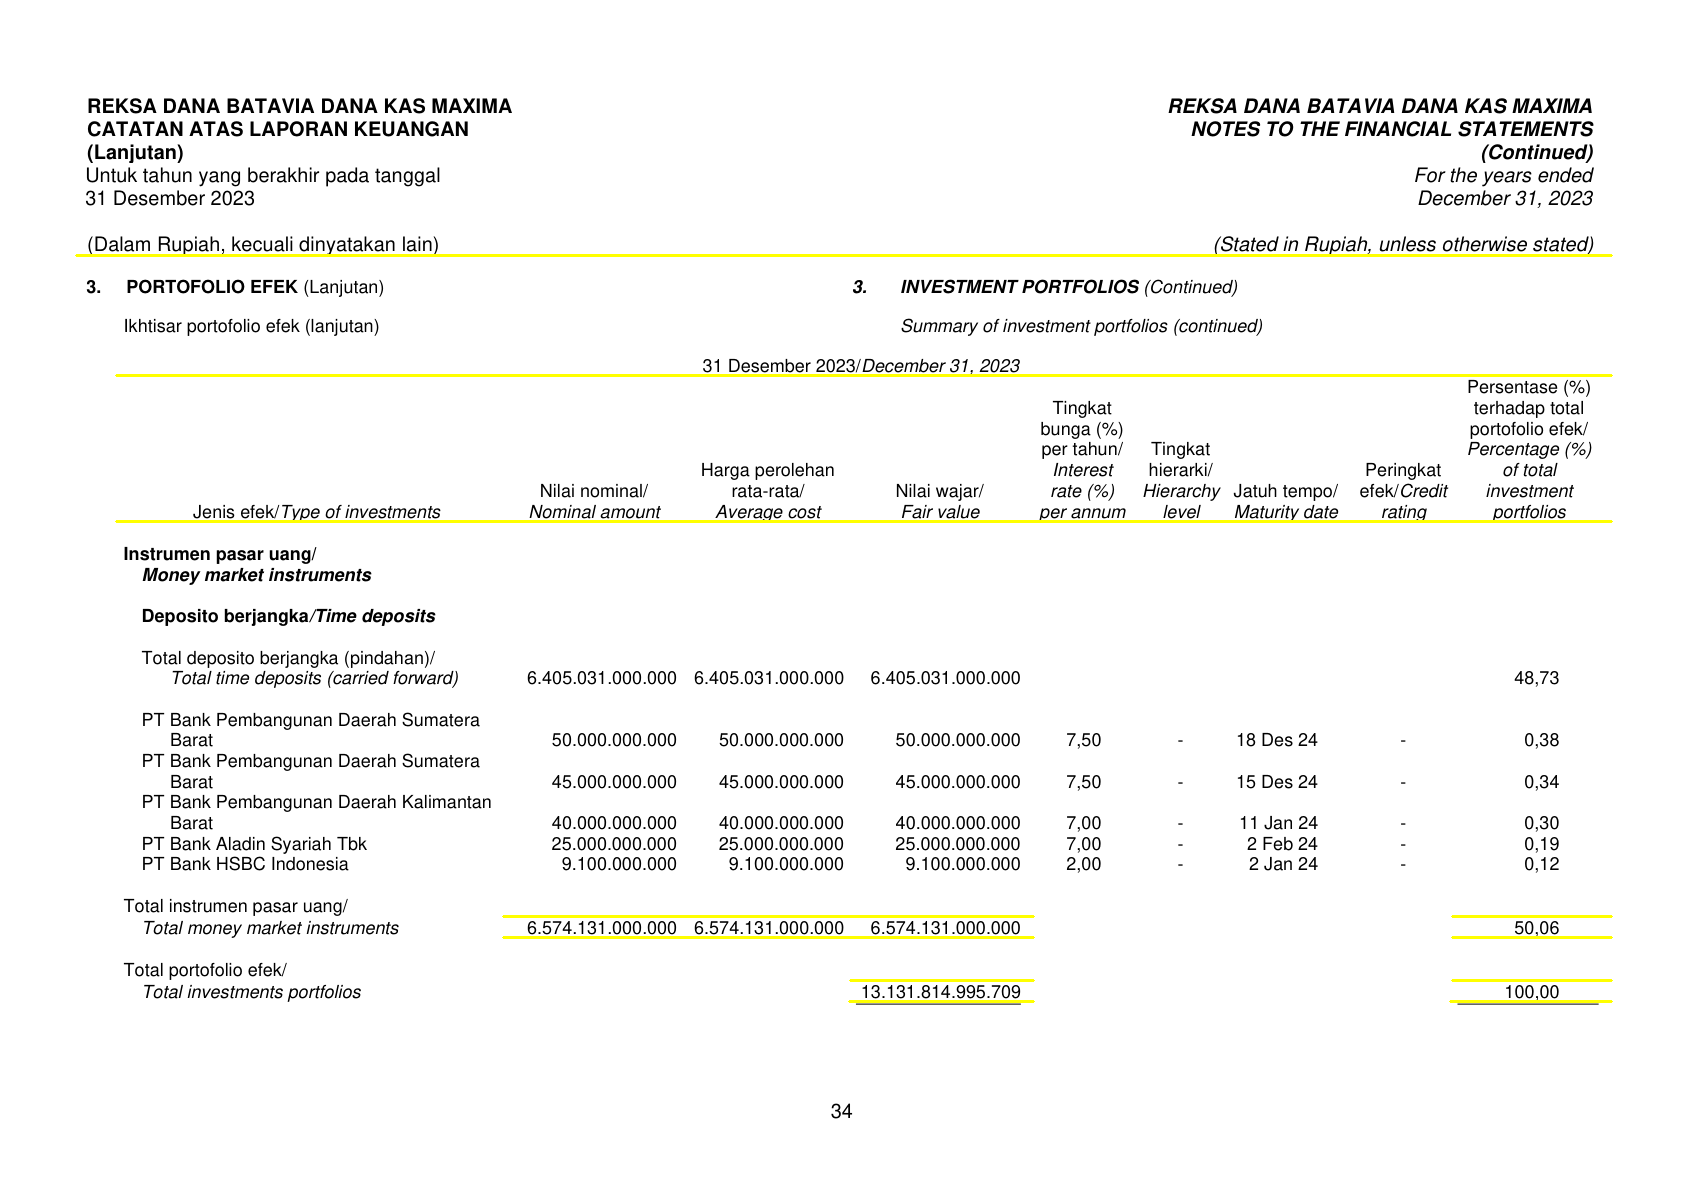 REKSA DANA BATAVIA DANA KAS MAXIMA
CATATAN ATAS LAPORAN KEUANGAN
(Lanjutan)
Untuk tahun yang berakhir pada tanggal
31 Desember 2023
(Dalam Rupiah, kecuali dinyatakan lain)
REKSA DANA BATAVIA DANA KAS MAXIMA
NOTES TO THE FINANCIAL STATEMENTS
(Continued)
For the years ended
December 31, 2023
(Stated in Rupiah, unless otherwise stated)
3. PORTOFOLIO EFEK (Lanjutan)
Ikhtisar portofolio efek (lanjutan)
3. INVESTMENT PORTFOLIOS (Continued)
Summary of investment portfolios (continued)
31 Desember 2023/December 31, 2023
Jenis efek/Type of investments
Nilai nominal/
Nominal amount
Harga perolehan
rata-rata/
Average cost
Nilai wajar/
Fair value
Tingkat
bunga (%)
per tahun/
Interest
rate (%)
per annum
Tingkat
hierarki/
Hierarchy
level
Jatuh tempo/
Maturity date
Peringkat
efek/Credit
rating
Persentase (%)
terhadap total
portofolio efek/
Percentage (%)
of total
investment
portfolios
Instrumen pasar uang/
Money market instruments
Deposito berjangka/Time deposits
Total deposito berjangka (pindahan)/
Total time deposits (carried forward) 6.405.031.000.000 6.405.031.000.000 6.405.031.000.000 48,73
PT Bank Pembangunan Daerah Sumatera
Barat 50.000.000.000 50.000.000.000 50.000.000.000 7,50 - 18 Des 24 - 0,38
PT Bank Pembangunan Daerah Sumatera
Barat 45.000.000.000 45.000.000.000 45.000.000.000 7,50 - 15 Des 24 - 0,34
PT Bank Pembangunan Daerah Kalimantan
Barat 40.000.000.000 40.000.000.000 40.000.000.000 7,00 - 11 Jan 24 - 0,30
PT Bank Aladin Syariah Tbk 25.000.000.000 25.000.000.000 25.000.000.000 7,00 - 2 Feb 24 - 0,19
PT Bank HSBC Indonesia 9.100.000.000 9.100.000.000 9.100.000.000 2,00 - 2 Jan 24 - 0,12
Total instrumen pasar uang/
Total money market instruments 6.574.131.000.000 6.574.131.000.000 6.574.131.000.000 50,06
Total portofolio efek/
Total investments portfolios 13.131.814.995.709 100,00
34